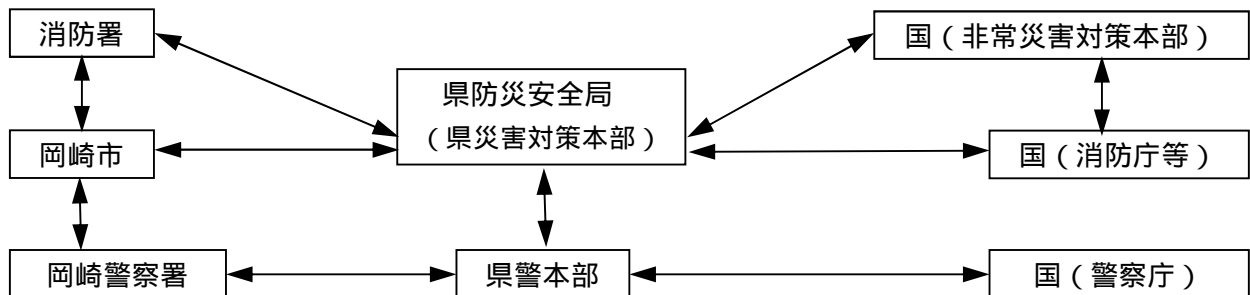 消防署
国（非常災害対策本部）
県防災安全局
（県災害対策本部）
岡崎市
国（消防庁等）
岡崎警察署
県警本部
国（警察庁）